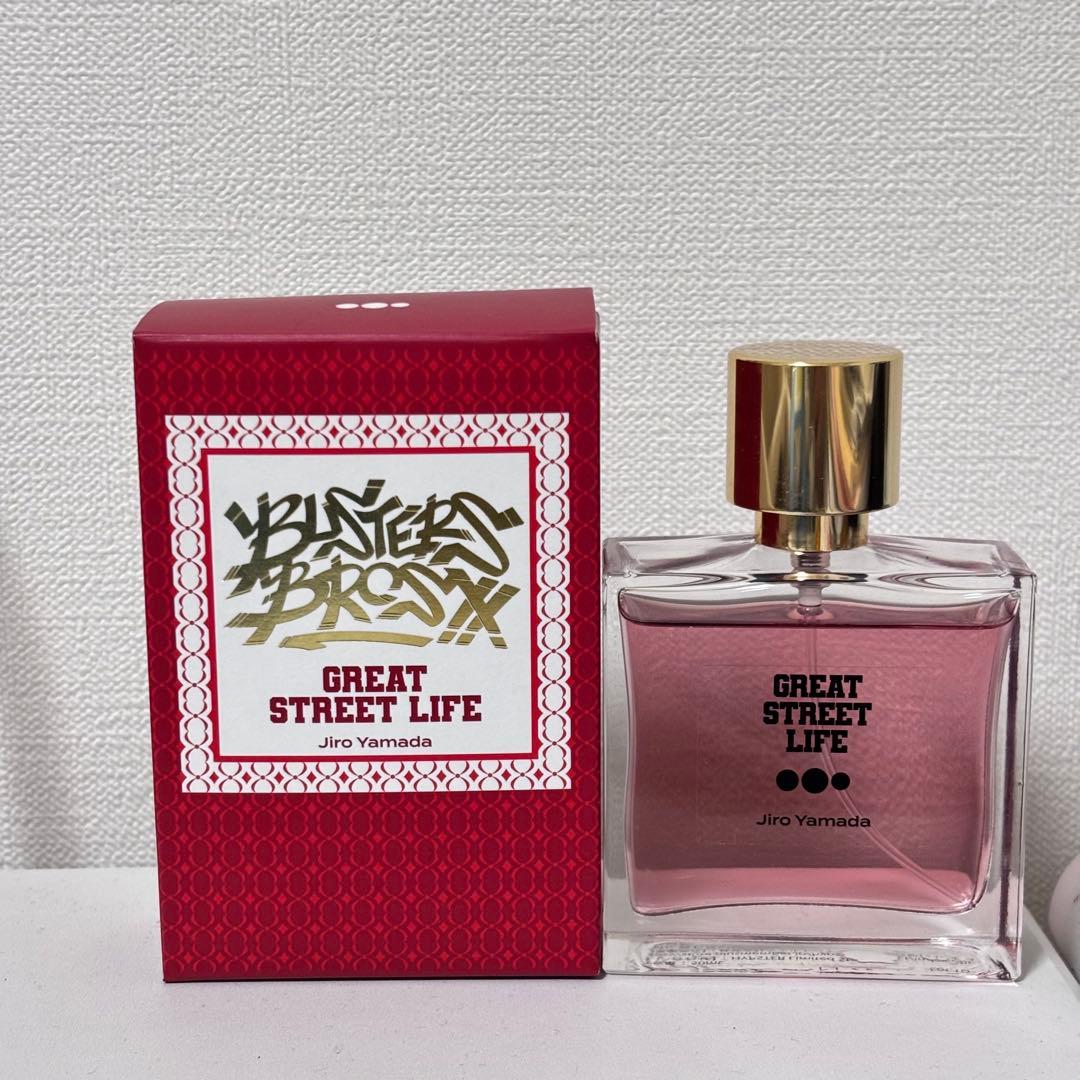 BUSTERS
BROS!!!
GREAT
STREET LIFE
Jiro Yamada
GREAT
STREET
LIFE
Jiro Yamada